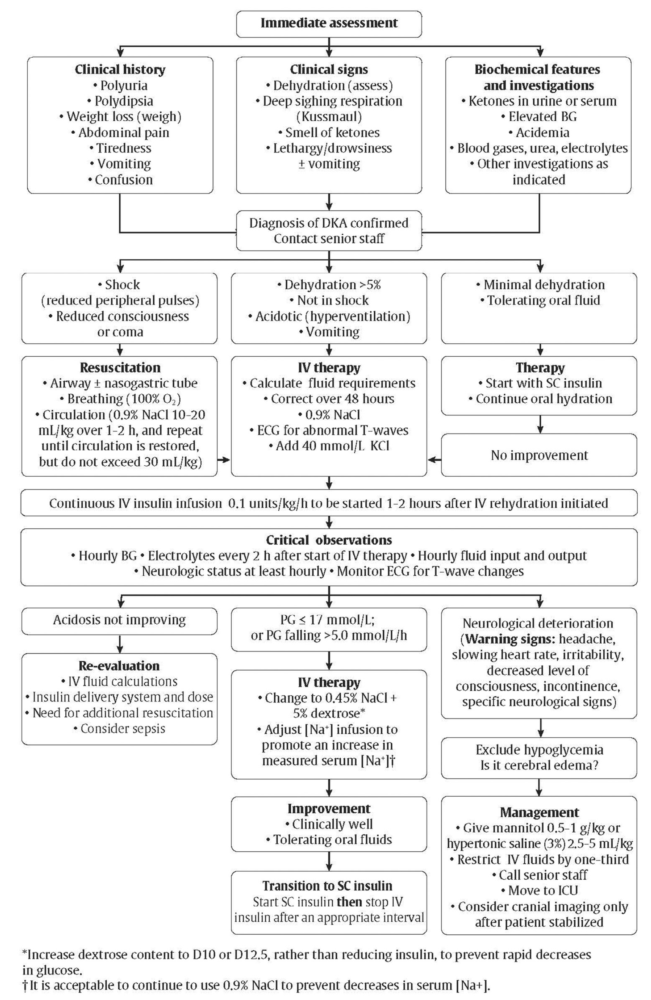 Immediate assessment
Clinical history
• Polyuria
• Polydipsia
• Weight loss (weigh)
• Abdominal pain
• Tiredness
• Vomiting
• Confusion
Clinical signs
• Dehydration (assess)
• Deep sighing respiration
(Kussmaul)
• Smell of ketones
• Lethargy/drowsiness
± vomiting
Biochemical features
and investigations
• Ketones in urine or serum
• Elevated BG
• Acidemia
• Blood gases, urea, electrolytes
• Other investigations as
indicated
Diagnosis of DKA confirmed
Contact senior staff
• Shock
(reduced peripheral pulses)
• Reduced consciousness
or coma
• Dehydration >5%
• Not in shock
• Acidotic (hyperventilation)
• Vomiting
• Minimal dehydration
• Tolerating oral fluid
Resuscitation
• Airway ± nasogastric tube
• Breathing (100% O₂)
• Circulation (0.9% NaCl 10-20
mL/kg over 1-2 h, and repeat
until circulation is restored,
but do not exceed 30 mL/kg)
IV therapy
• Calculate fluid requirements
• Correct over 48 hours
• 0.9% NaCl
• ECG for abnormal T-waves
• Add 40 mmol/L KCl
Therapy
• Start with SC insulin
• Continue oral hydration
No improvement
Continuous IV insulin infusion 0.1 units/kg/h to be started 1-2 hours after IV rehydration initiated
Critical observations
• Hourly BG • Electrolytes every 2 h after start of IV therapy • Hourly fluid input and output
• Neurologic status at least hourly • Monitor ECG for T-wave changes
Acidosis not improving
Re-evaluation
• IV fluid calculations
• Insulin delivery system and dose
• Need for additional resuscitation
• Consider sepsis
PG ≤ 17 mmol/L;
or PG falling >5.0 mmol/L/h
IV therapy
• Change to 0.45% NaCl +
5% dextrose*
• Adjust [Na⁺] infusion to
promote an increase in
measured serum [Na⁺]†
Improvement
• Clinically well
• Tolerating oral fluids
Transition to SC insulin
Start SC insulin then stop IV
insulin after an appropriate interval
Neurological deterioration
(Warning signs: headache,
slowing heart rate, irritability,
decreased level of
consciousness, incontinence,
specific neurological signs)
Exclude hypoglycemia
Is it cerebral edema?
Management
• Give mannitol 0.5-1 g/kg or
hypertonic saline (3%) 2.5-5 mL/kg
• Restrict IV fluids by one-third
• Call senior staff
• Move to ICU
• Consider cranial imaging only
after patient stabilized
*Increase dextrose content to D10 or D12.5, rather than reducing insulin, to prevent rapid decreases
in glucose.
†It is acceptable to continue to use 0.9% NaCl to prevent decreases in serum [Na+].